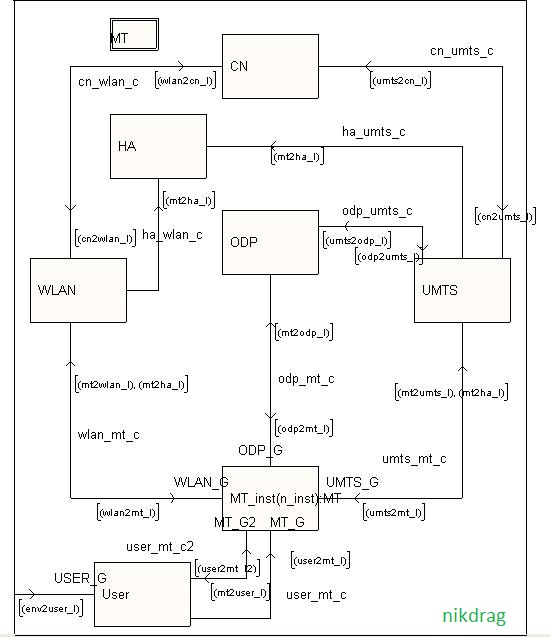 MT
CN
cn_umts_c
cn_wlan_c
[(wlan2cn_l)]
[(umts2cn_l)]
HA
ha_umts_c
[(mt2ha_l)]
[(mt2ha_l)]
[(cn2umts_l)]
[(cn2wlan_l)]
ha_wlan_c
ODP
odp_umts_c
[(umts2odp_l)]
[(odp2umts_l)]
WLAN
UMTS
[(mt2odp_l)]
[(mt2wlan_l), (mt2ha_l)]
odp_mt_c
[(mt2umts_l), (mt2ha_l)]
wlan_mt_c
[(odp2mt_l)]
ODP_G
umts_mt_c
WLAN_G
UMTS_G
MT_inst(n_inst):MT
[(wlan2mt_l)]
[(umts2mt_l)]
MT_G2
MT_G
user_mt_c2
[(user2mt_l2)]
[(user2mt_l)]
USER_G
User
[(mt2user_l)]
user_mt_c
[(env2user_l)]
nikdrag